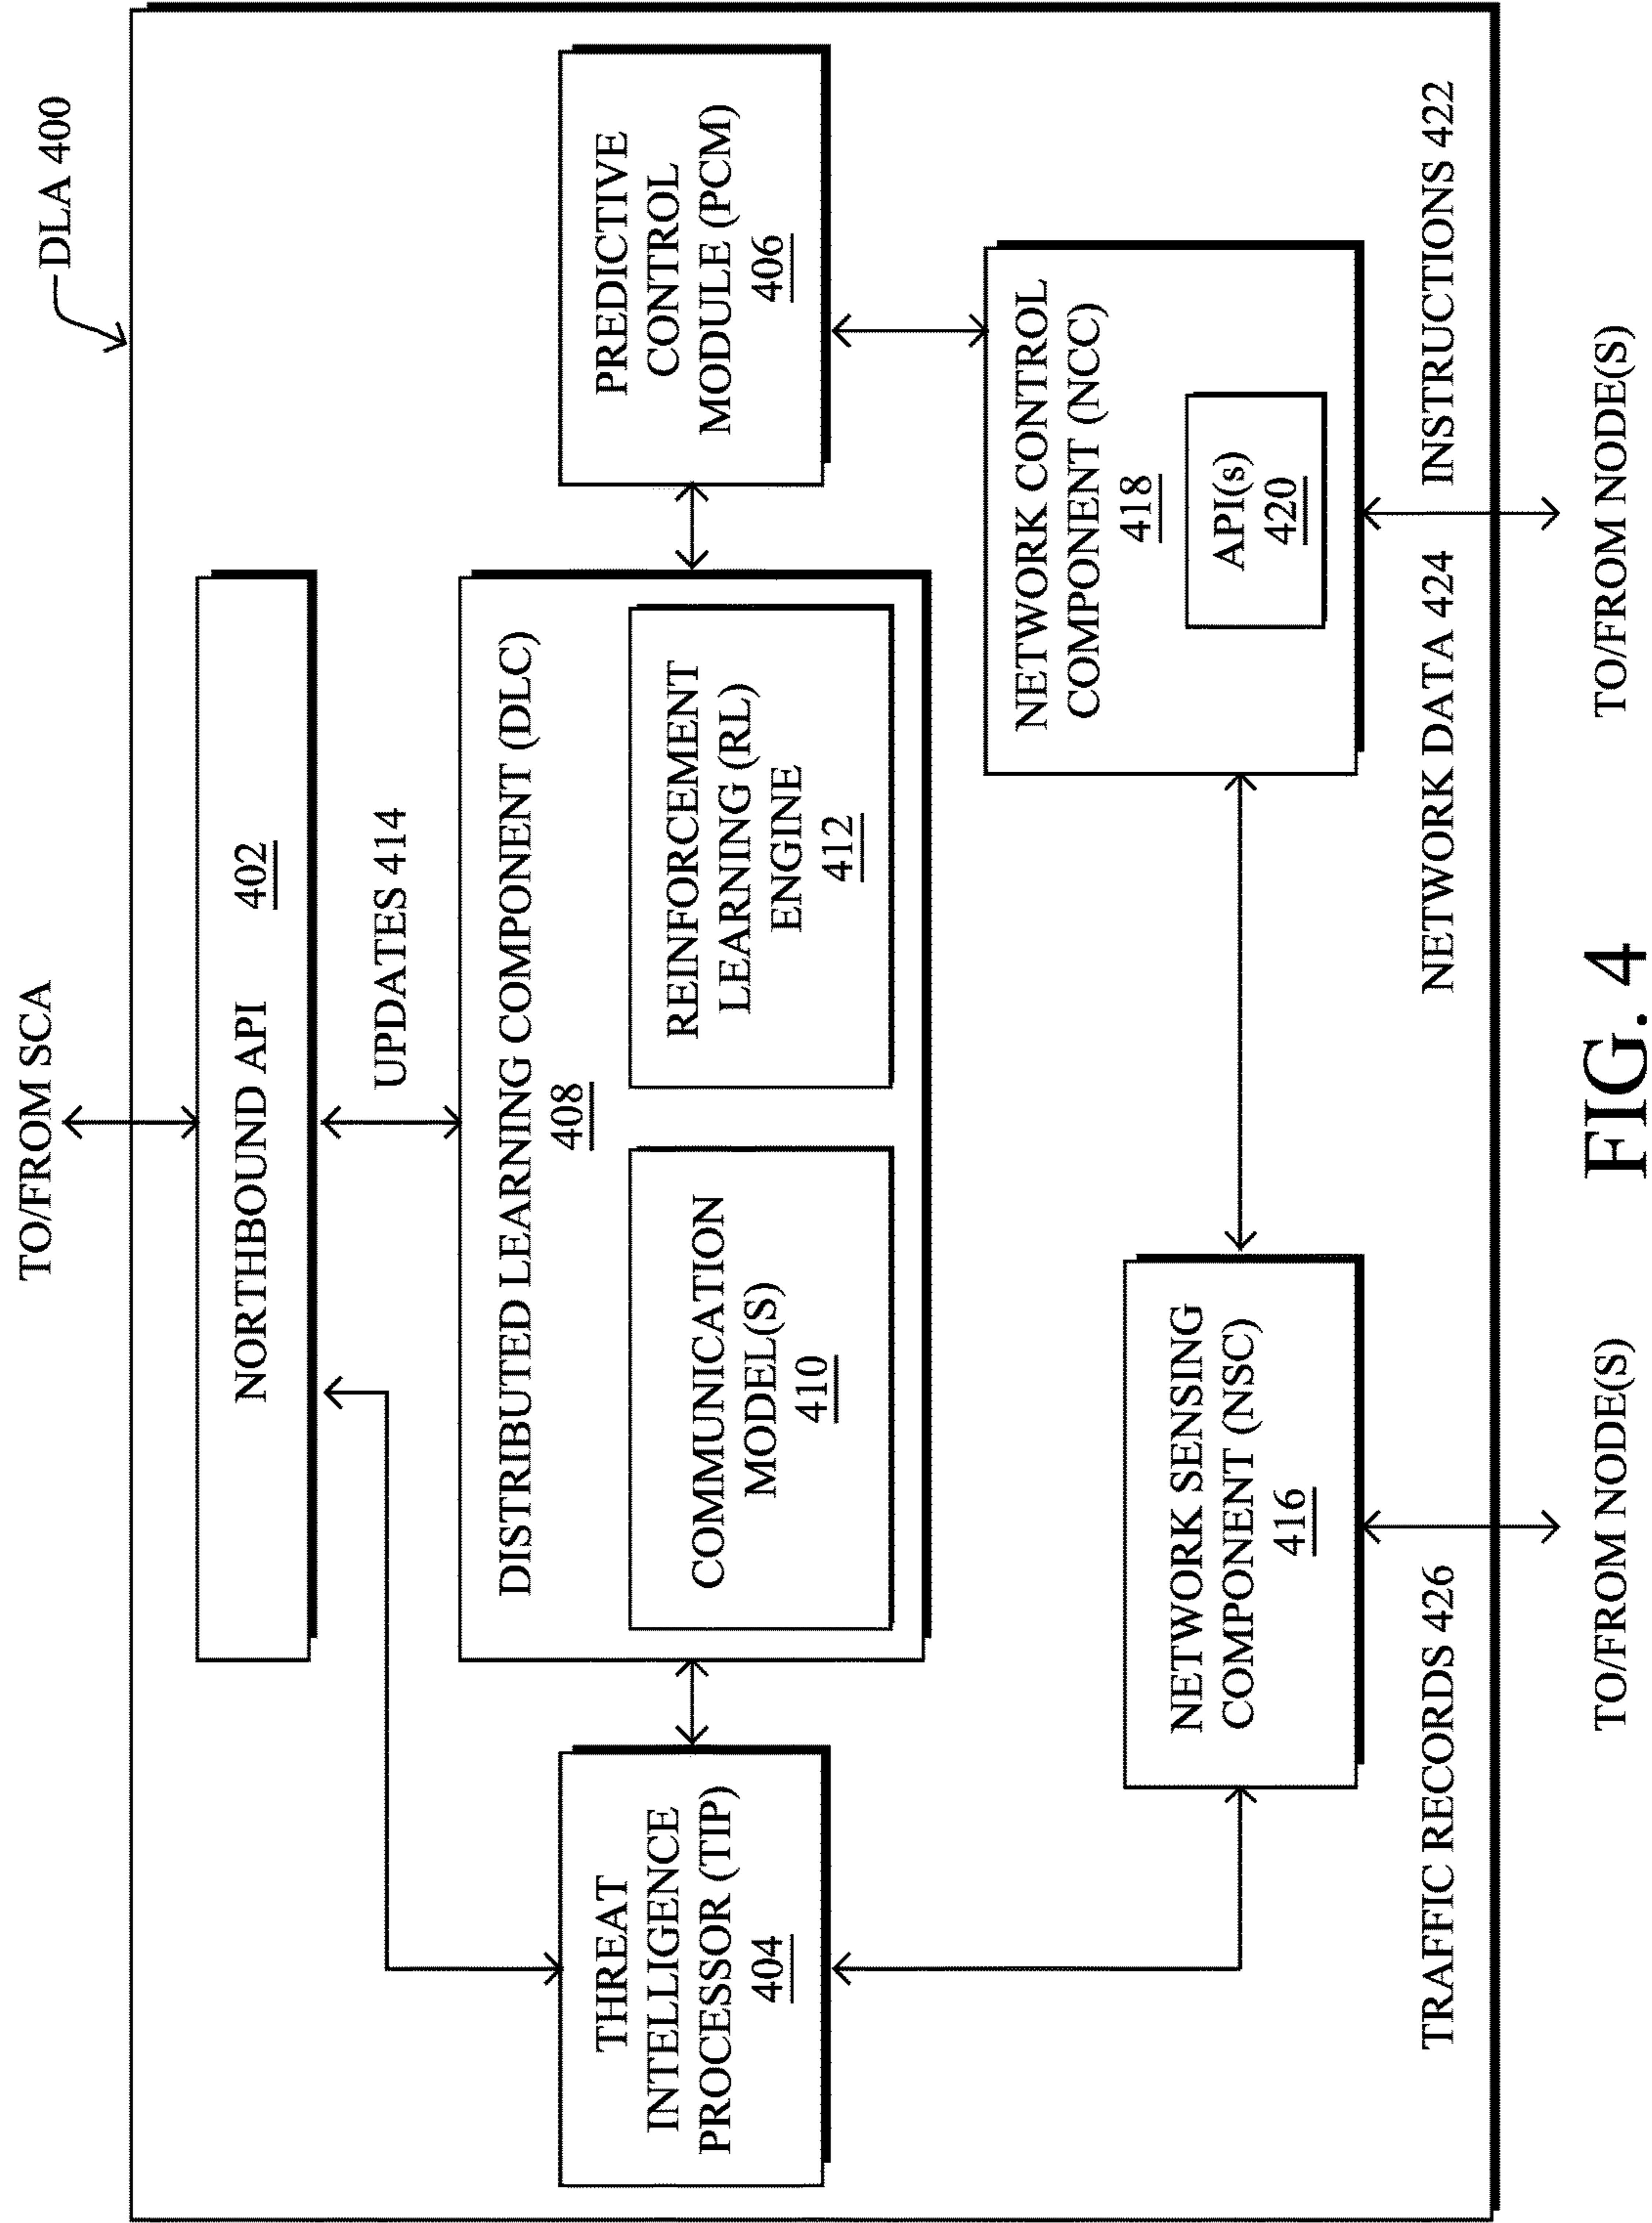 TO/FROM SCA
DLA 400
NORTHBOUND API 402
UPDATES 414
THREAT
INTELLIGENCE
PROCESSOR (TIP)
404
DISTRIBUTED LEARNING COMPONENT (DLC)
408
COMMUNICATION
MODEL(S)
410
REINFORCEMENT
LEARNING (RL)
ENGINE
412
PREDICTIVE
CONTROL
MODULE (PCM)
406
NETWORK SENSING
COMPONENT (NSC)
416
NETWORK CONTROL
COMPONENT (NCC)
418
API(s)
420
TRAFFIC RECORDS 426
NETWORK DATA 424
INSTRUCTIONS 422
TO/FROM NODE(S)
TO/FROM NODE(S)
FIG. 4